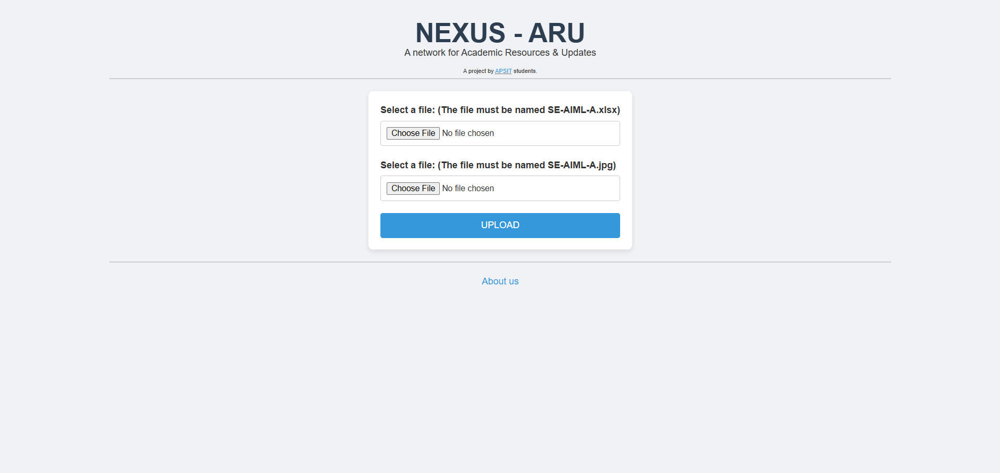 NEXUS - ARU
A network for Academic Resources & Updates
A project by APSIT students.
Select a file: (The file must be named SE-AIML-A.xlsx)
Choose File No file chosen
Select a file: (The file must be named SE-AIML-A.jpg)
Choose File No file chosen
UPLOAD
About us